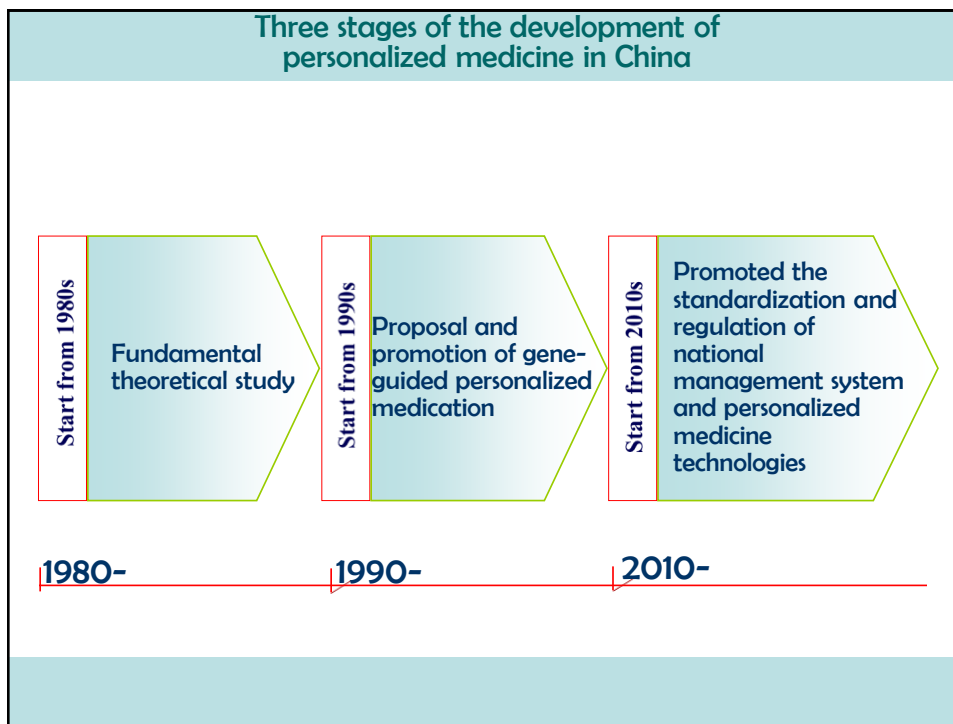 Three stages of the development of
personalized medicine in China
Start from 1980s
Fundamental
theoretical study
Start from 1990s
Proposal and
promotion of gene-
guided personalized
medication
Start from 2010s
Promoted the
standardization and
regulation of
national
management system
and personalized
medicine
technologies
1980-
1990-
2010-